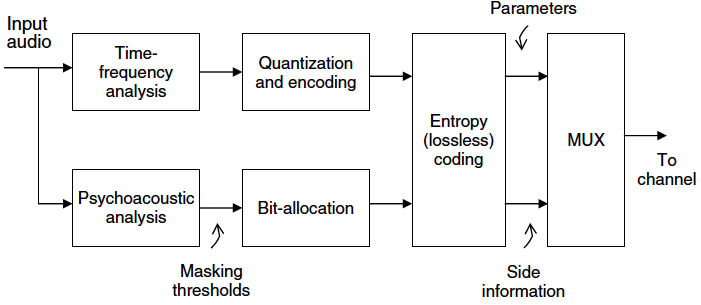 Input
audio
Time-
frequency
analysis
Quantization
and encoding
Parameters
Entropy
(lossless)
coding
MUX
To
channel
Psychoacoustic
analysis
Bit-allocation
Masking
thresholds
Side
information